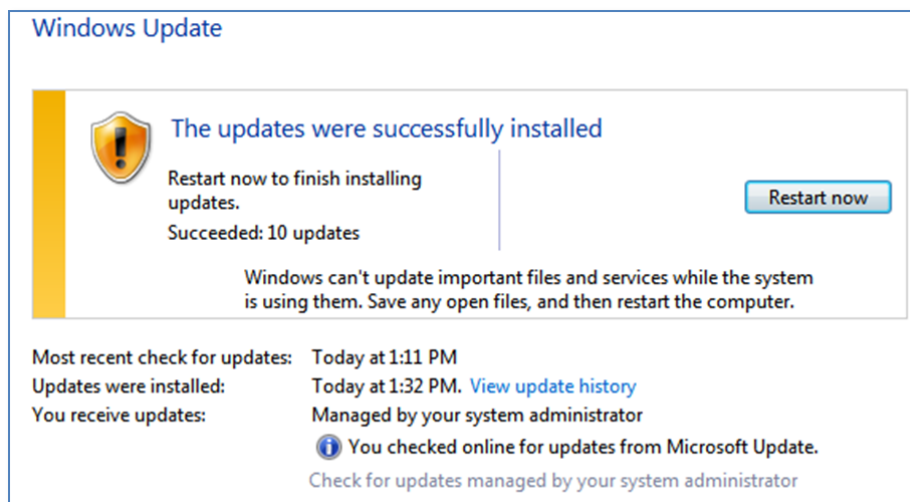 Windows Update
The updates were successfully installed
Restart now to finish installing
updates.
Succeeded: 10 updates
Restart now
Windows can't update important files and services while the system
is using them. Save any open files, and then restart the computer.
Most recent check for updates: Today at 1:11 PM
Updates were installed: Today at 1:32 PM. View update history
You receive updates: Managed by your system administrator
You checked online for updates from Microsoft Update.
Check for updates managed by your system administrator